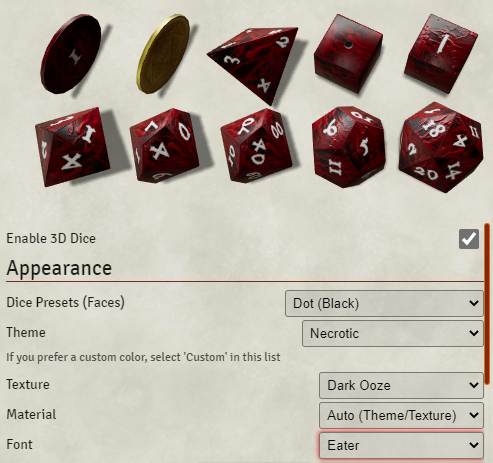 Enable 3D Dice
Appearance
Dice Presets (Faces) Dot (Black)
Theme Necrotic
If you prefer a custom color, select 'Custom' in this list
Texture Dark Ooze
Material Auto (Theme/Texture)
Font Eater